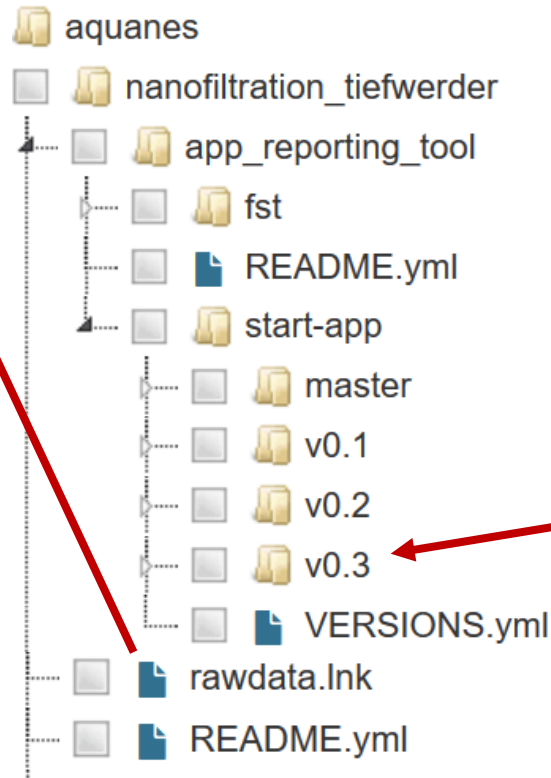 aquanes
nanofiltration_tiefwerder
app_reporting_tool
fst
README.yml
start-app
master
v0.1
v0.2
v0.3
VERSIONS.yml
rawdata.lnk
README.yml